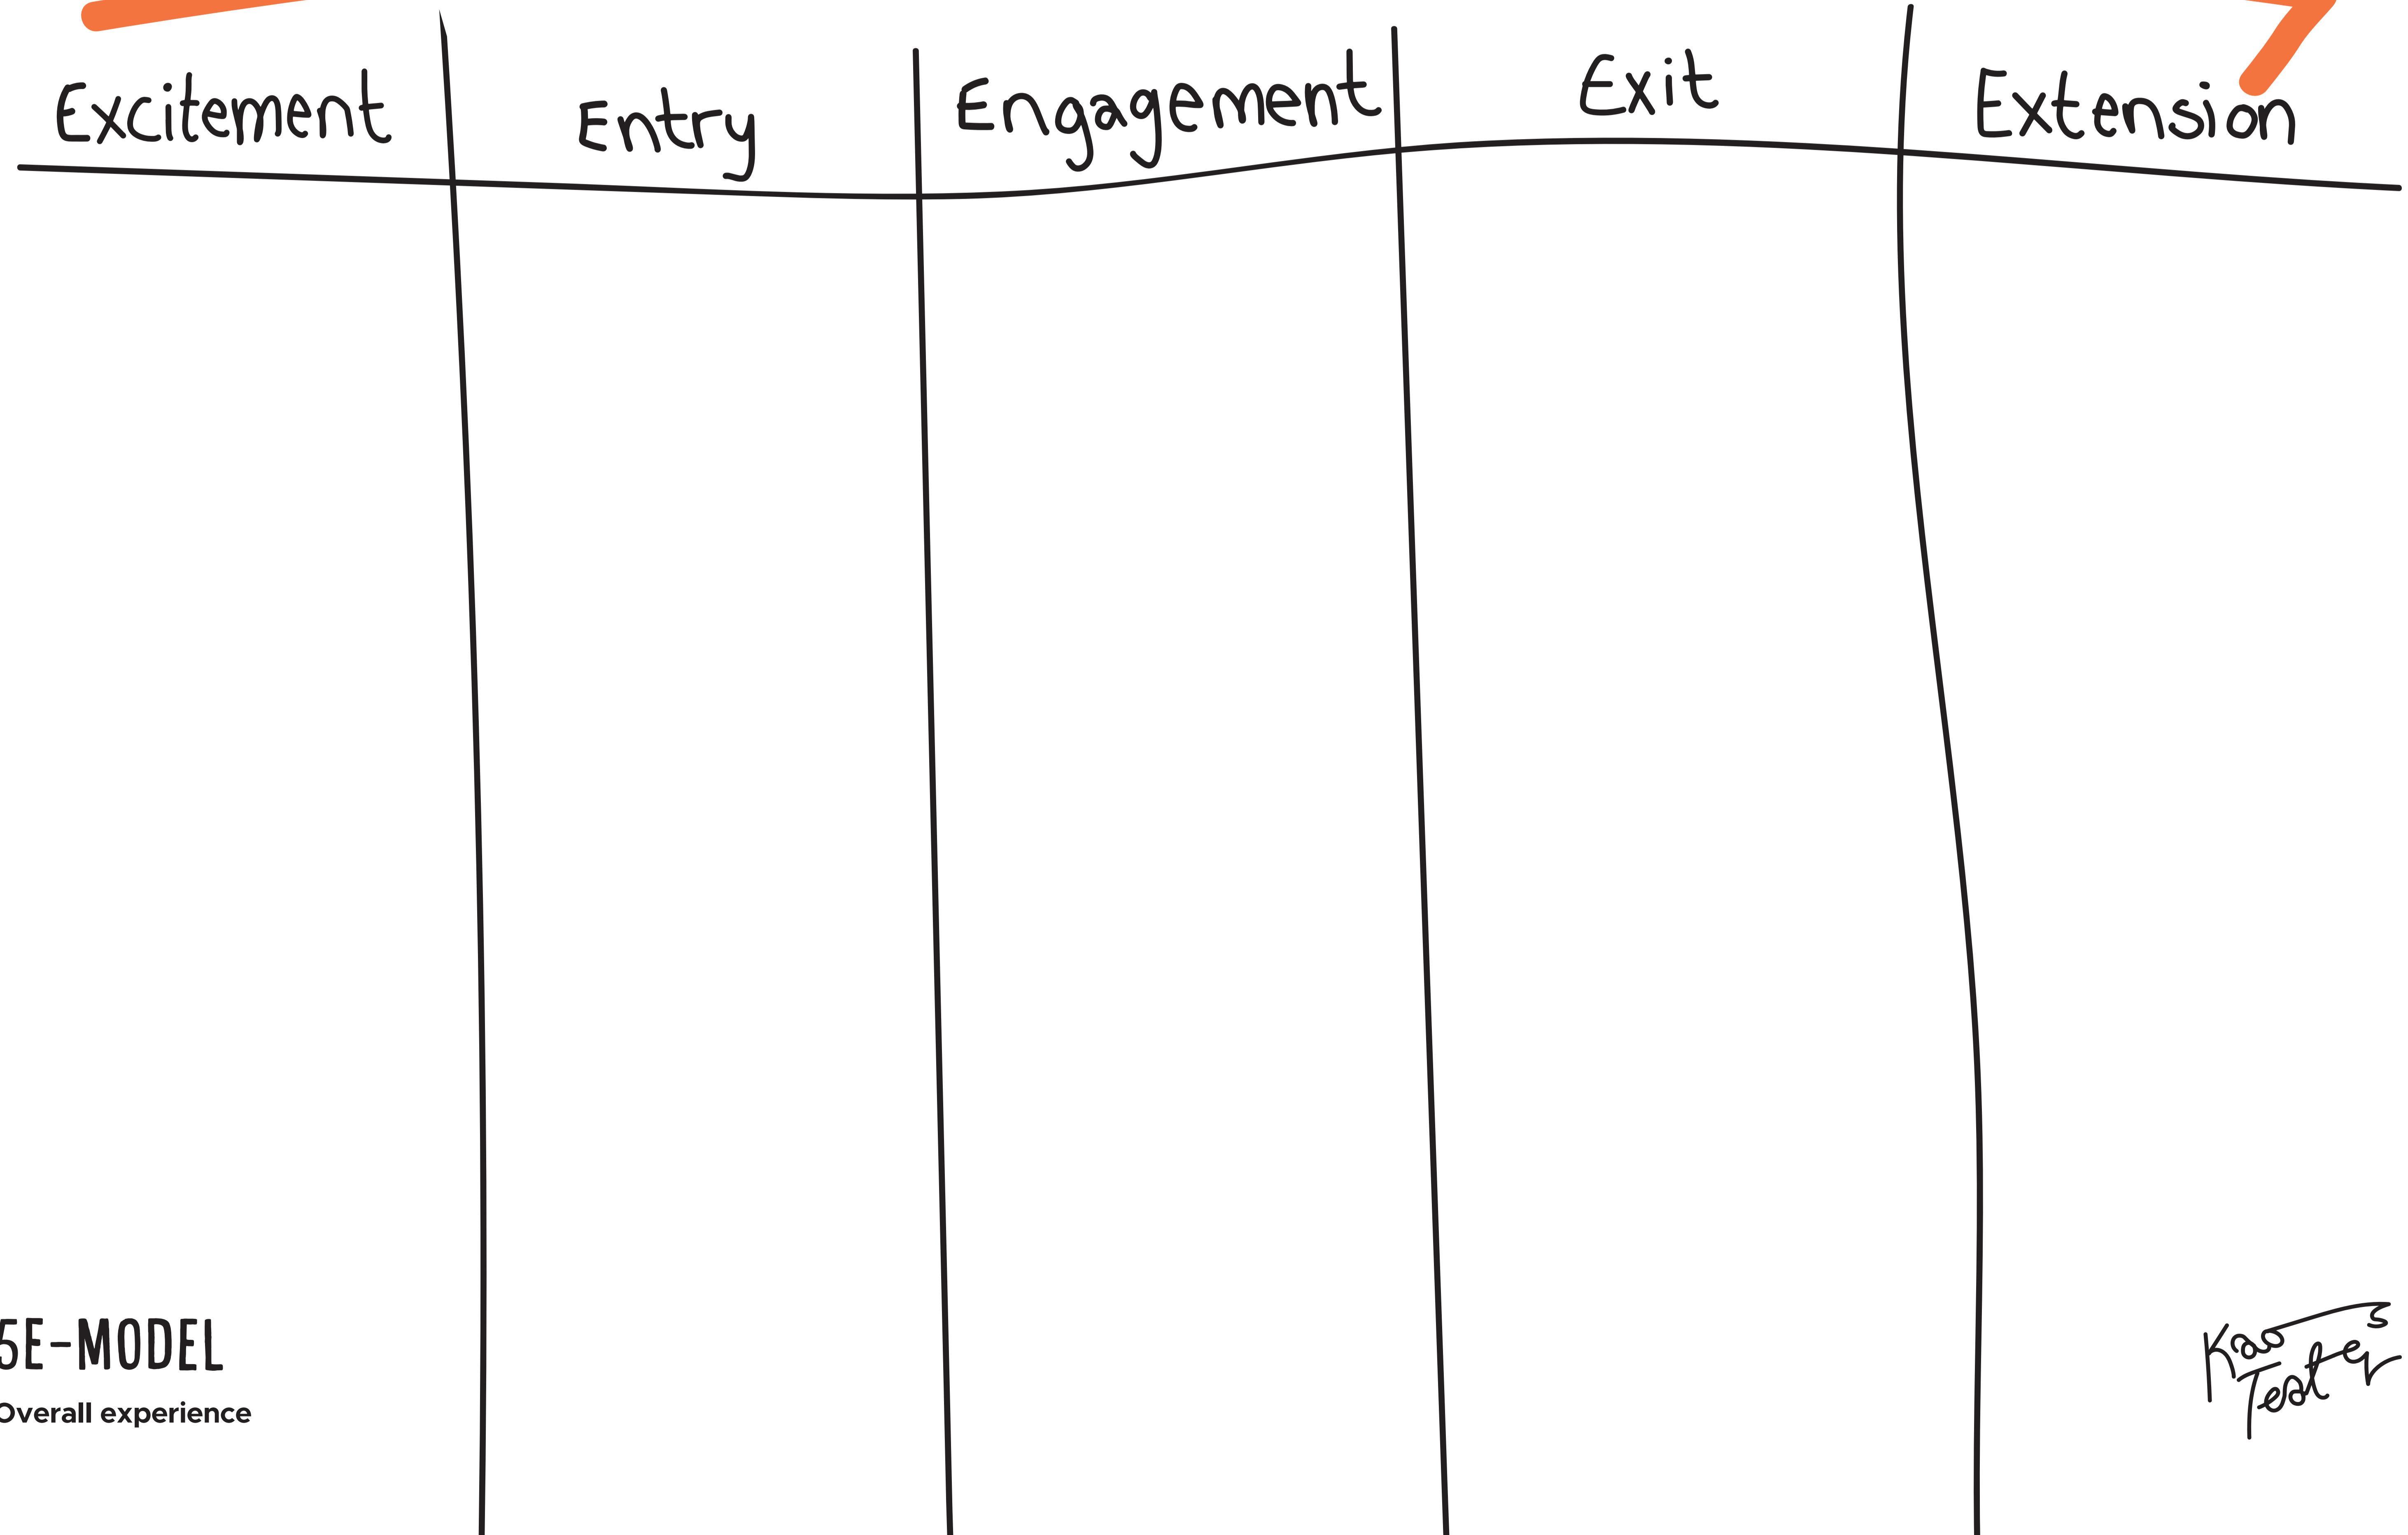 Excitement
Entry
Engagement
Exit
Extension
5E-MODEL
Overall experience